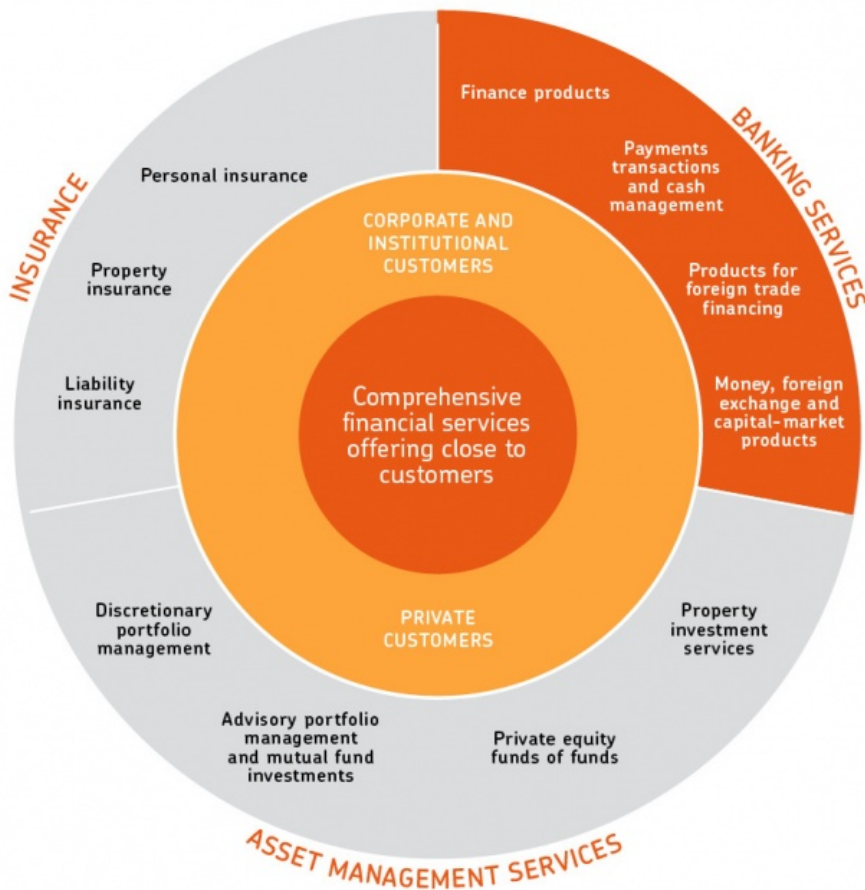 INSURANCE
Personal insurance
Property
insurance
Liability
insurance
BANKING SERVICES
Finance products
Payments
transactions
and cash
management
Products for
foreign trade
financing
Money, foreign
exchange and
capital-market
products
CORPORATE AND
INSTITUTIONAL
CUSTOMERS
Comprehensive
financial services
offering close to
customers
PRIVATE
CUSTOMERS
Discretionary
portfolio
management
Advisory portfolio
management
and mutual fund
investments
Private equity
funds of funds
Property
investment
services
ASSET MANAGEMENT SERVICES